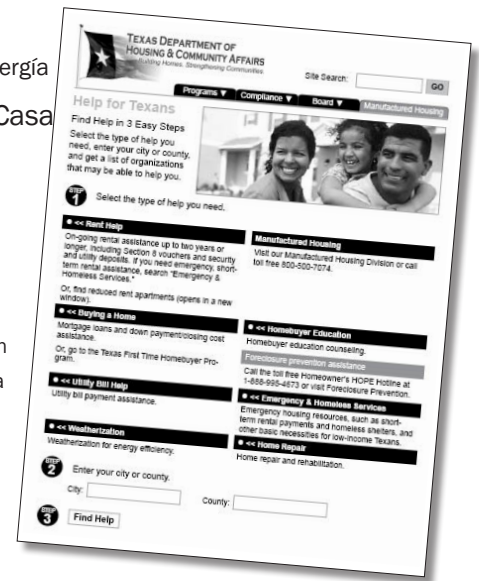 ergía
Casa
n
a
TEXAS DEPARTMENT OF
HOUSING & COMMUNITY AFFAIRS
Building Homes. Strengthening Communities.
Site Search:
GO
Programs ▼
Compliance ▼
Board ▼
Manufactured Housing
Help for Texans
Find Help in 3 Easy Steps
Select the type of help you
need, enter your city or county,
and get a list of organizations
that may be able to help you.
STEP
1
Select the type of help you need.
<< Rent Help
On-going rental assistance up to two years or
longer, including Section 8 vouchers and security
and utility deposits. If you need emergency, short-
term rental assistance, search "Emergency &
Homeless Services."
Or, find reduced rent apartments (opens in a new
window).
Manufactured Housing
Visit our Manufactured Housing Division or call
toll free 800-500-7074.
<< Buying a Home
Mortgage loans and down payment/closing cost
assistance.
Or, go to the Texas First Time Homebuyer Pro-
gram.
<< Homebuyer Education
Homebuyer education counseling.
Foreclosure prevention assistance
Call the toll free Homeowner's HOPE Hotline at
1-888-995-4673 or visit Foreclosure Prevention.
<< Utility Bill Help
Utility bill payment assistance.
<< Emergency & Homeless Services
Emergency housing resources, such as short-
term rental payments and homeless shelters, and
other basic necessities for low-income Texans.
<< Weatherization
Weatherization for energy efficiency.
<< Home Repair
Home repair and rehabilitation.
STEP
2
Enter your city or county.
City:
County:
STEP
3
Find Help